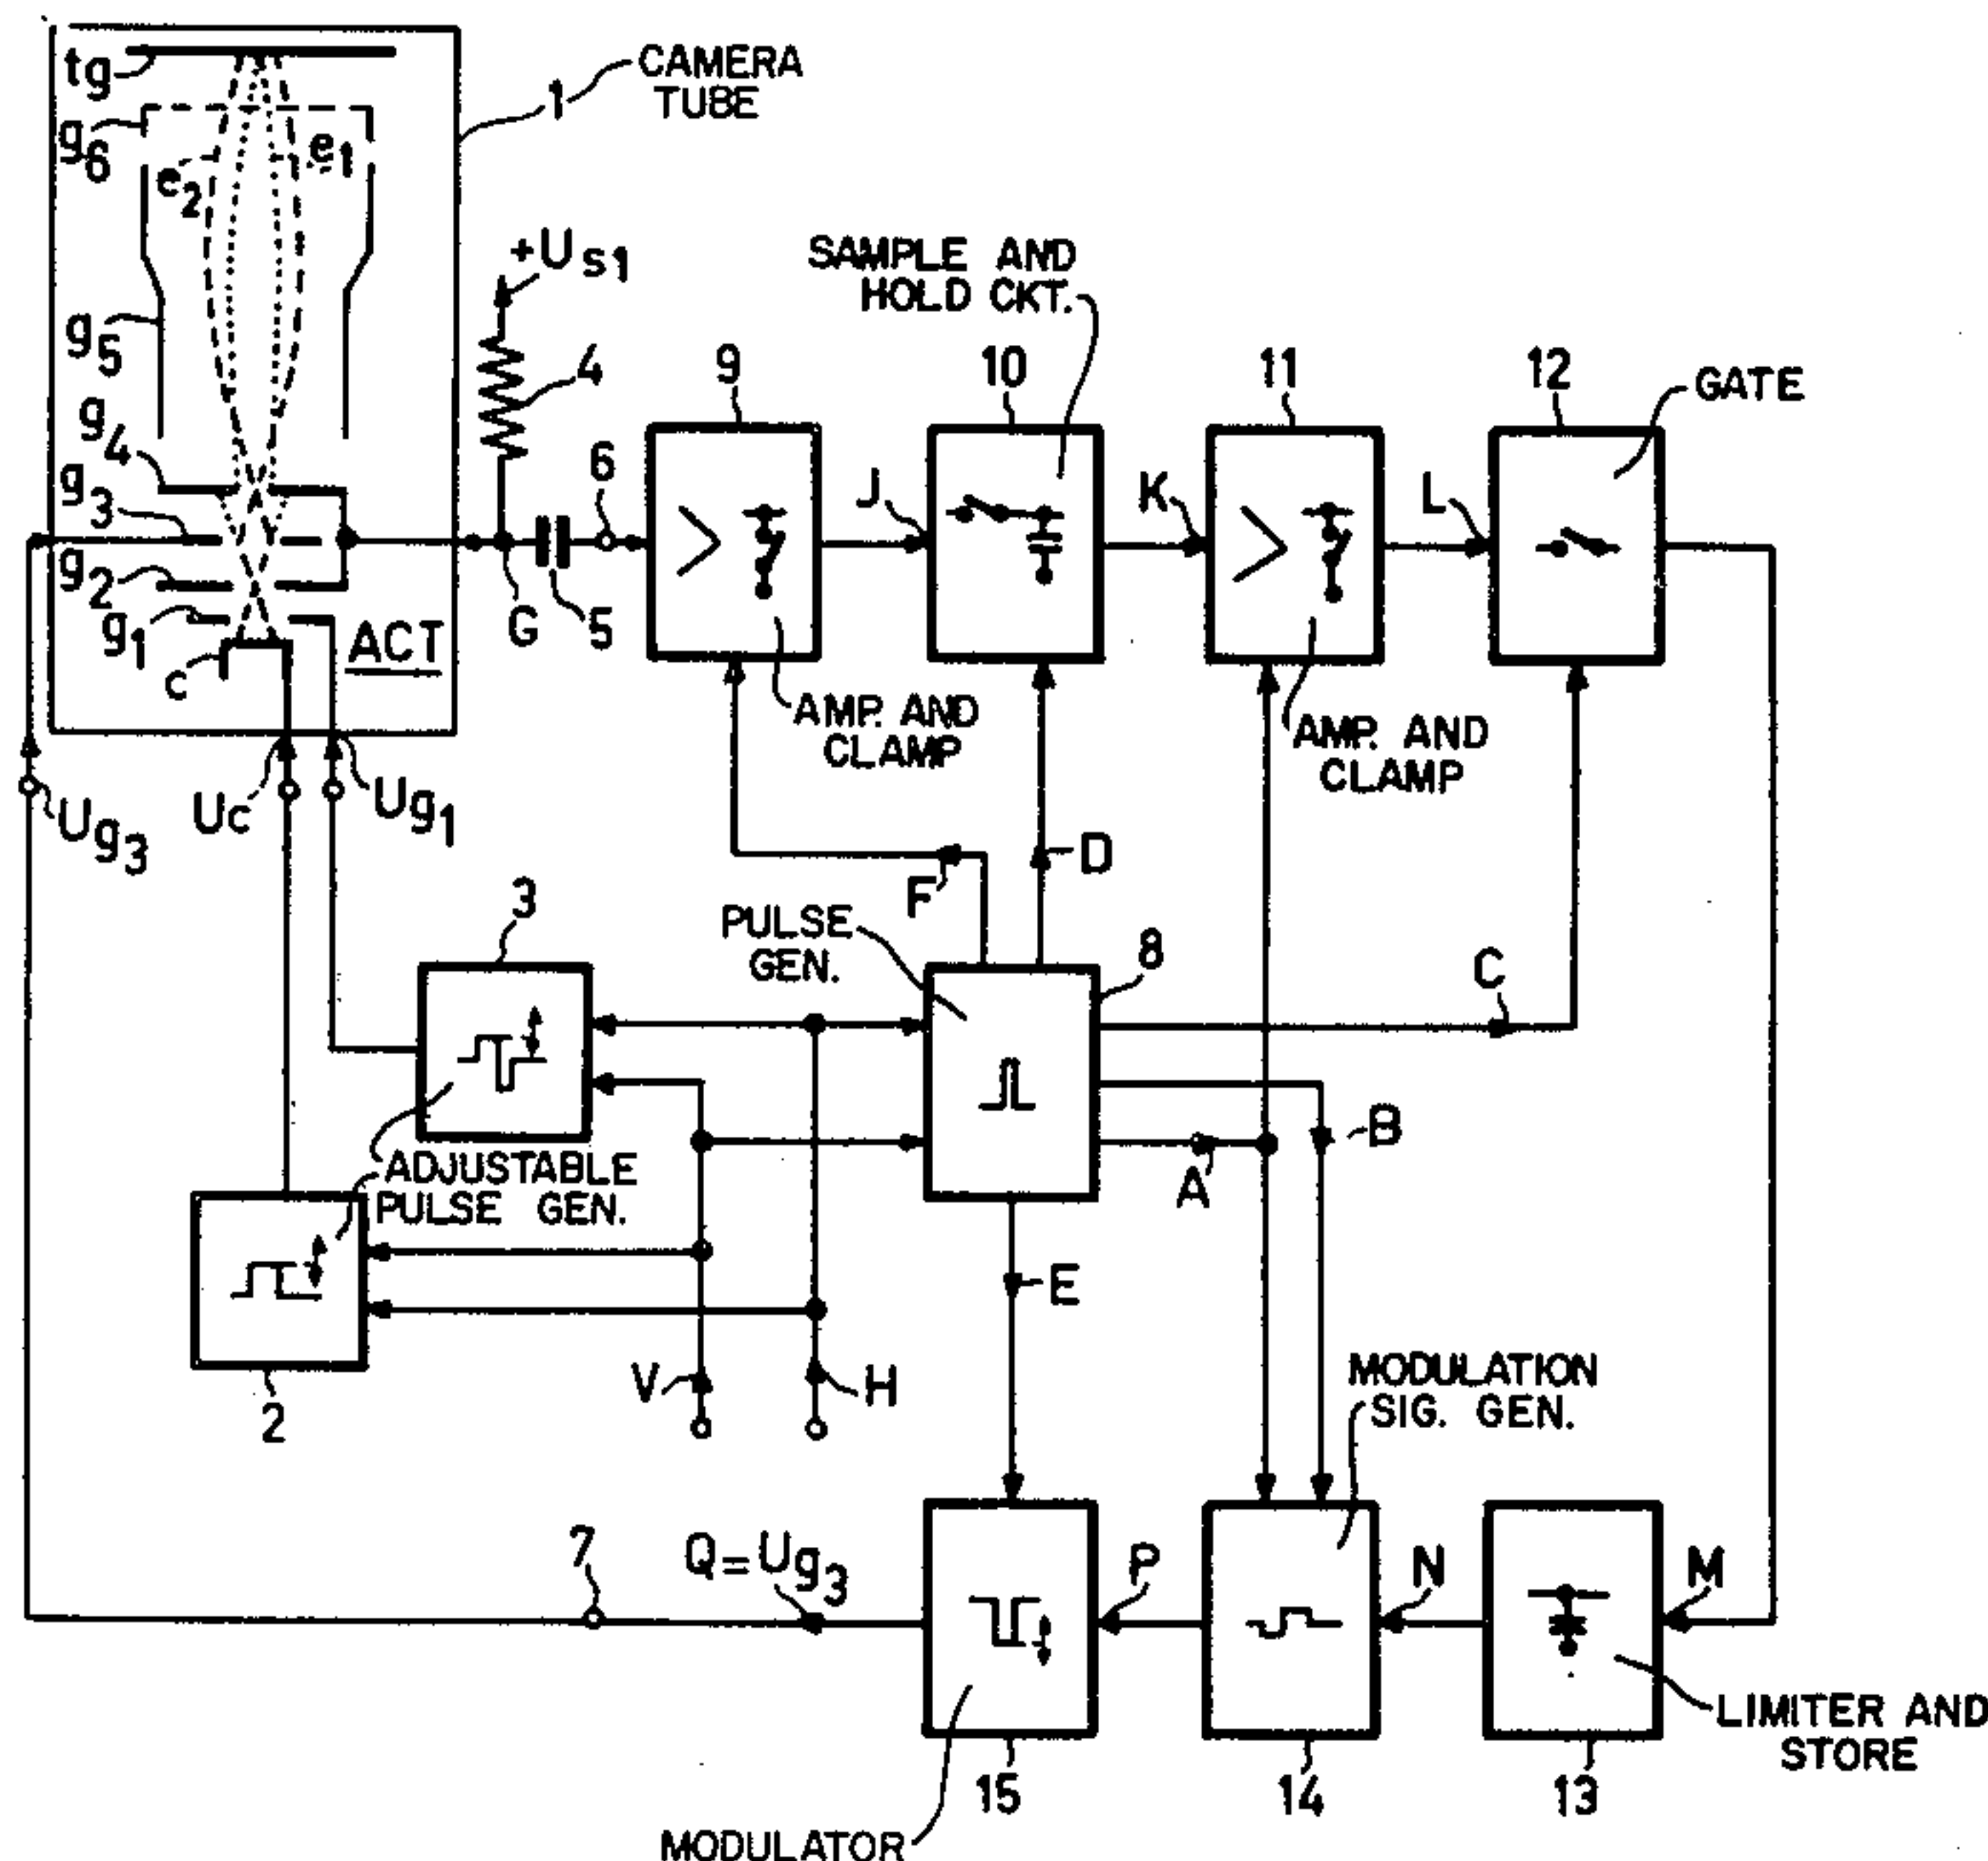 tg
CAMERA
TUBE
1
g6
e1
e2
+Us1
SAMPLE AND
HOLD CKT.
g5
4
9
10
11
12
GATE
g4
g3
6
J
K
L
g2
g1
G
5
ACT
c
AMP. AND
CLAMP
AMP. AND
CLAMP
Uc
Ug1
Ug3
F
D
3
PULSE
GEN.
8
C
ADJUSTABLE
PULSE GEN.
A
B
E
V
H
2
MODULATION
SIG. GEN.
7
Q=Ug3
P
N
M
LIMITER AND
STORE
15
14
13
MODULATOR